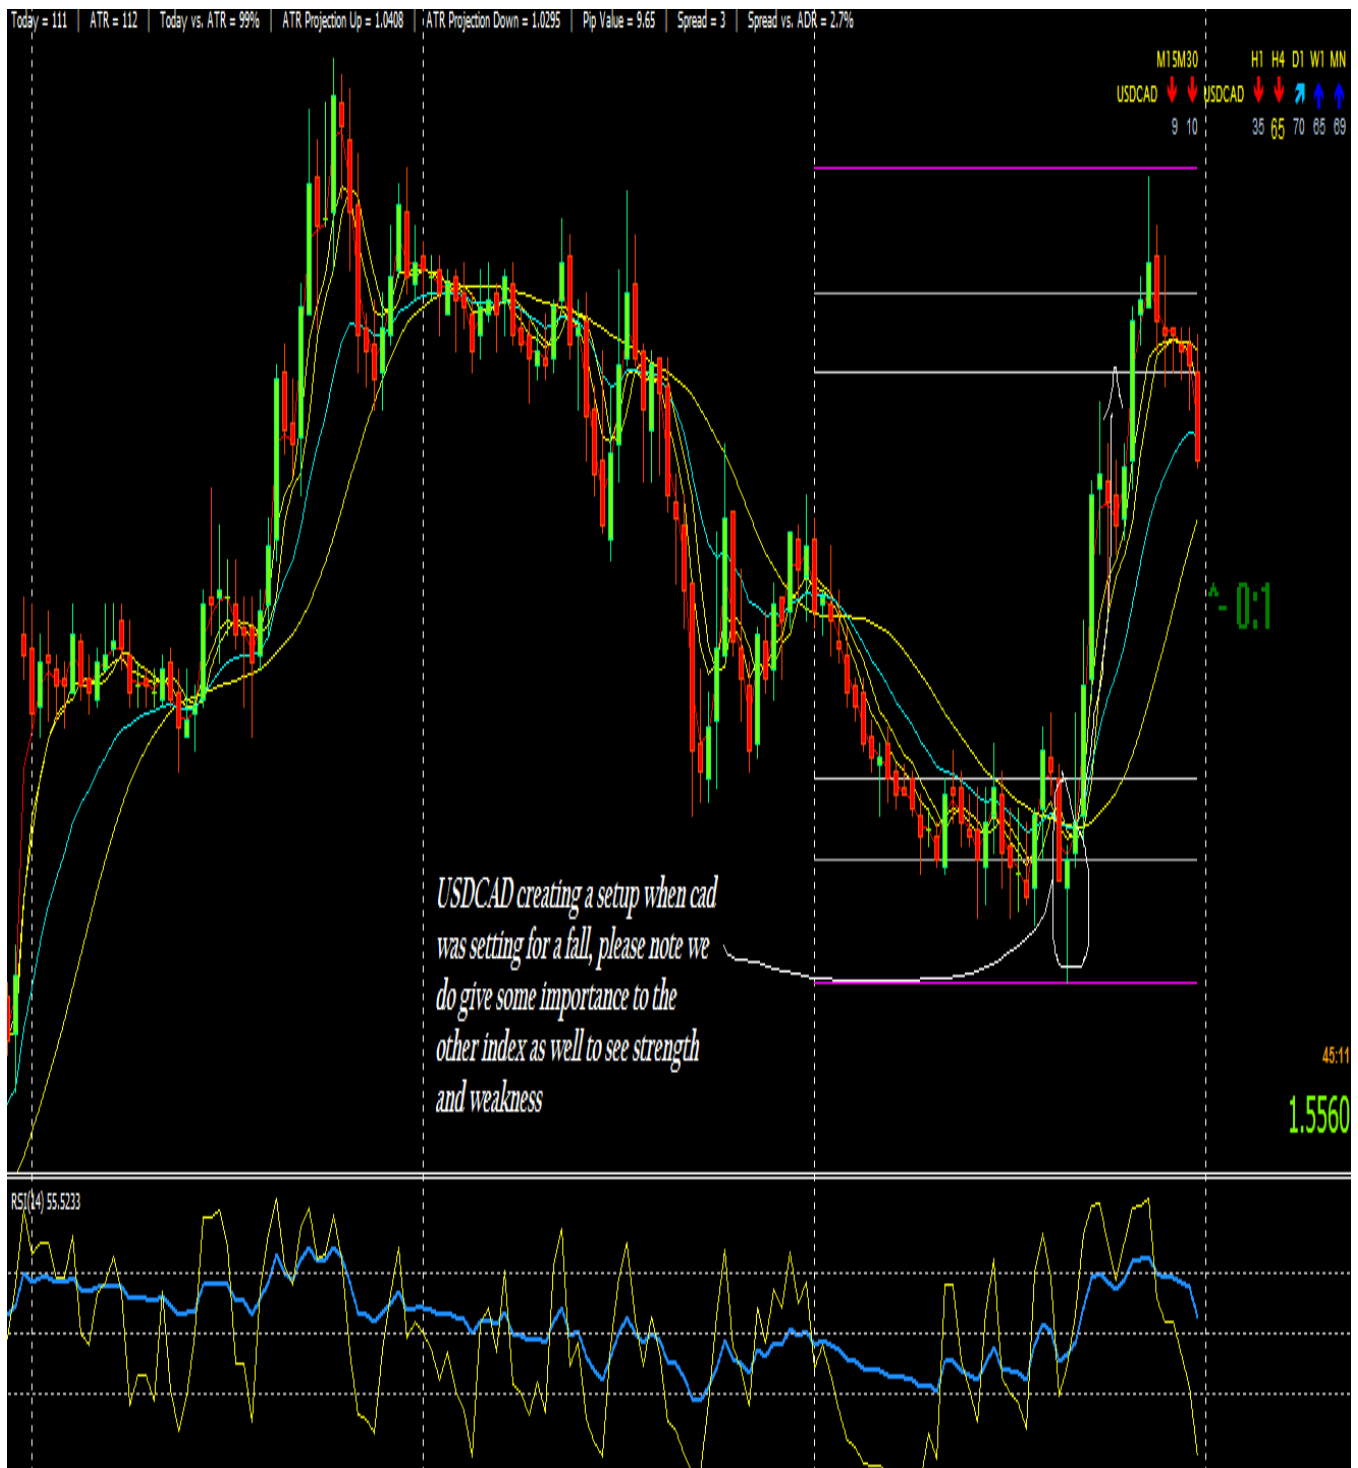 Today = 111 | ATR = 112 | Today vs. ATR = 99% | ATR Projection Up = 1.0408 | ATR Projection Down = 1.0295 | Pip Value = 9.65 | Spread = 3 | Spread vs. ADR = 2.7%
M15M30 H1 H4 D1 W1 MN
USDCAD USDCAD
9 10 35 65 70 65 69
^- 0:1
USDCAD creating a setup when cad
was setting for a fall, please note we
do give some importance to the
other index as well to see strength
and weakness
45:11
1.5560
RSI(14) 55.5233